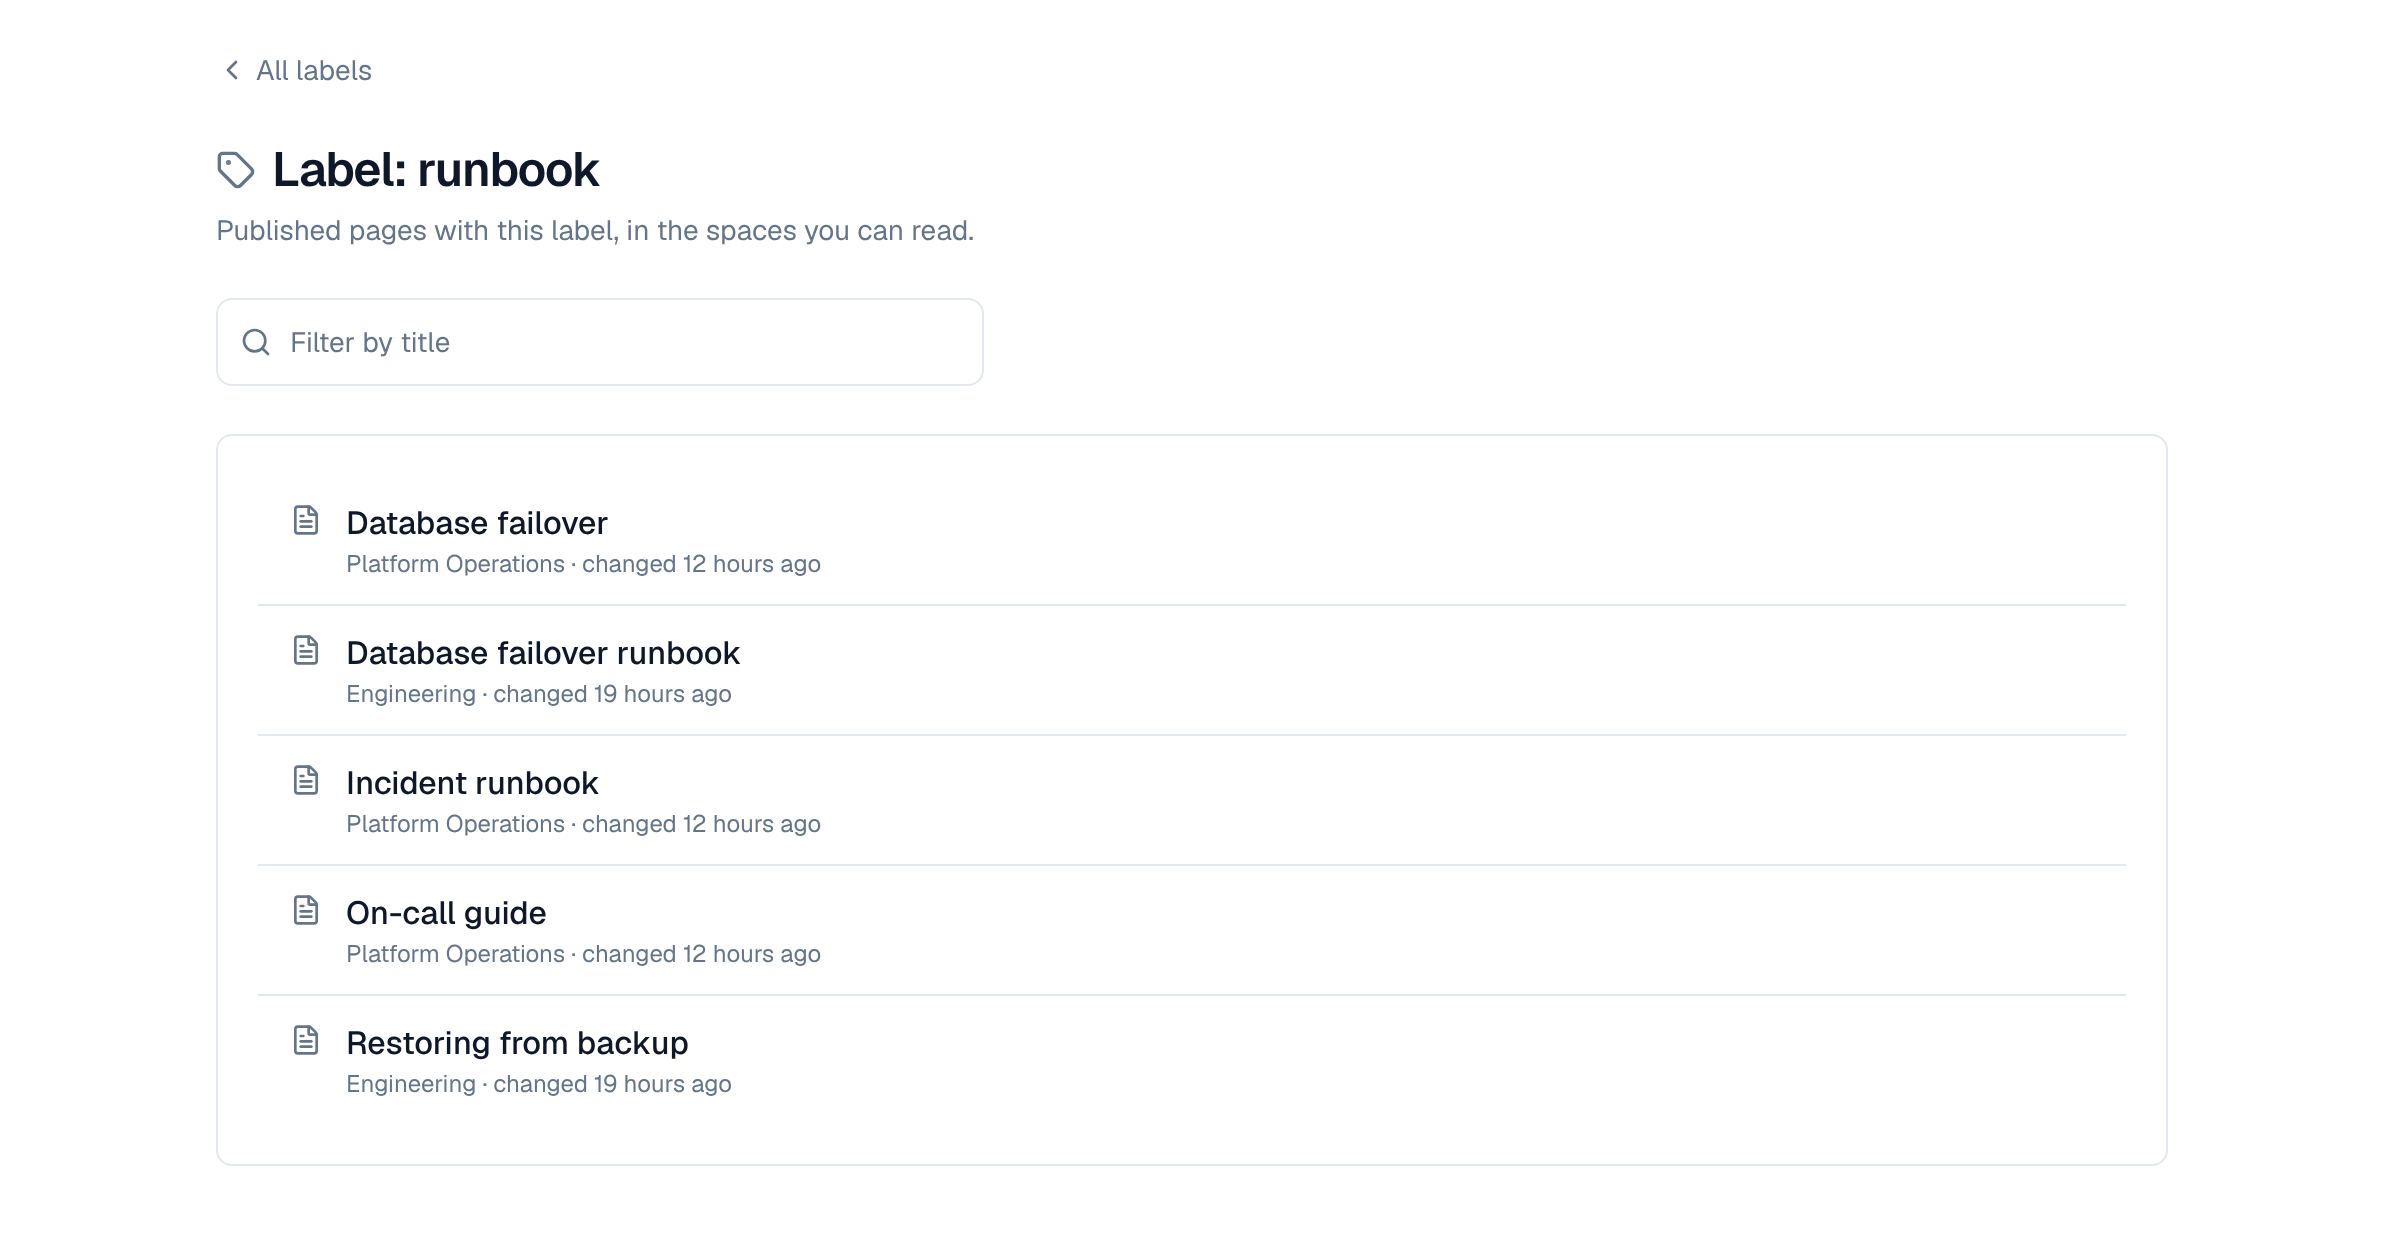 All labels
Label: runbook
Published pages with this label, in the spaces you can read.
Filter by title
Database failover
Platform Operations · changed 12 hours ago
Database failover runbook
Engineering · changed 19 hours ago
Incident runbook
Platform Operations · changed 12 hours ago
On-call guide
Platform Operations · changed 12 hours ago
Restoring from backup
Engineering · changed 19 hours ago